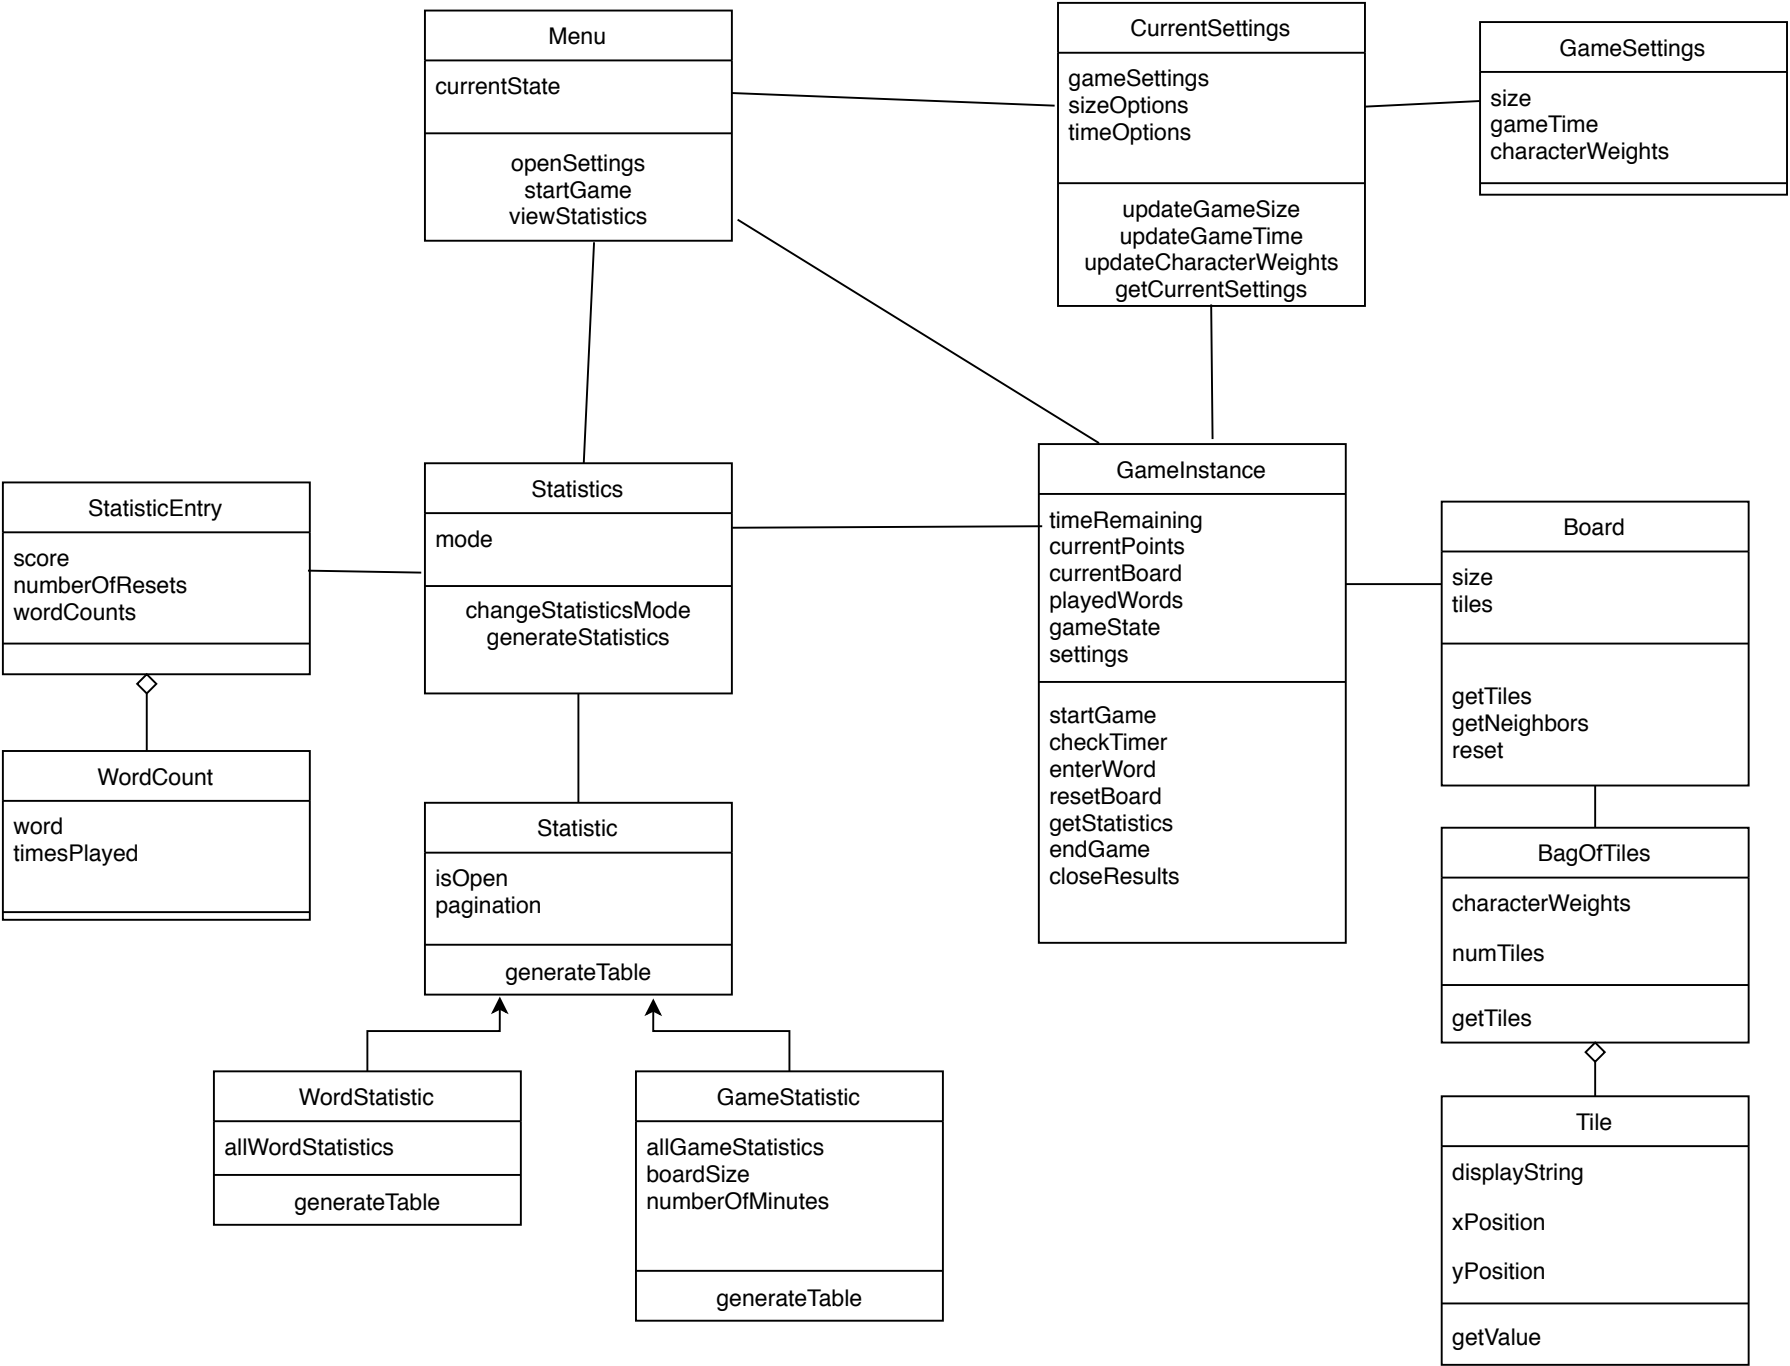 Menu
currentState
openSettings
startGame
viewStatistics
CurrentSettings
gameSettings
sizeOptions
timeOptions
updateGameSize
updateGameTime
updateCharacterWeights
getCurrentSettings
GameSettings
size
gameTime
characterWeights
StatisticEntry
score
numberOfResets
wordCounts
Statistics
mode
changeStatisticsMode
generateStatistics
GameInstance
timeRemaining
currentPoints
currentBoard
playedWords
gameState
settings
startGame
checkTimer
enterWord
resetBoard
getStatistics
endGame
closeResults
Board
size
tiles
getTiles
getNeighbors
reset
WordCount
word
timesPlayed
Statistic
isOpen
pagination
generateTable
BagOfTiles
characterWeights
numTiles
getTiles
WordStatistic
allWordStatistics
generateTable
GameStatistic
allGameStatistics
boardSize
numberOfMinutes
generateTable
Tile
displayString
xPosition
yPosition
getValue